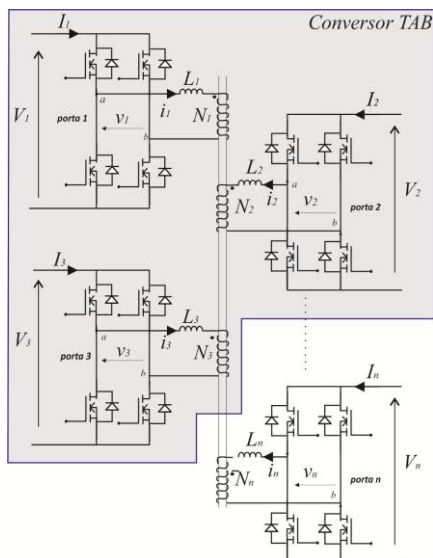 Conversor TAB
I1
V1
porta 1
a
v1
b
L1
i1
N1
I2
L2
i2
N2
a
v2
b
porta 2
V2
I3
V3
porta 3
a
v3
b
L3
i3
N3
In
Ln
in
Nn
a
vn
b
porta n
Vn